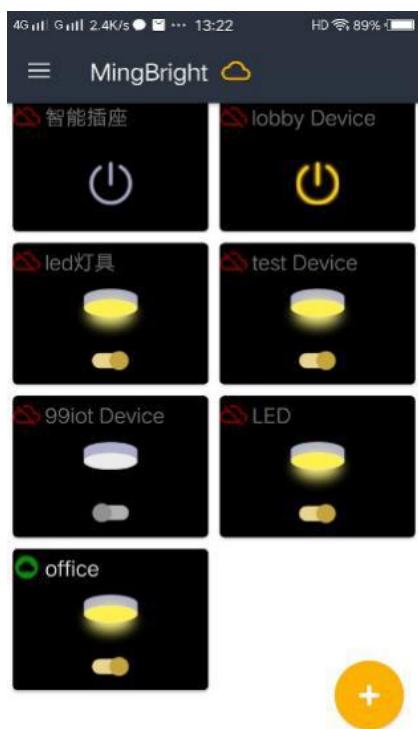 4G G 2.4K/s ··· 13:22 HD 89%
MingBright
智能插座 lobby Device
led灯具 test Device
99iot Device LED
office
+